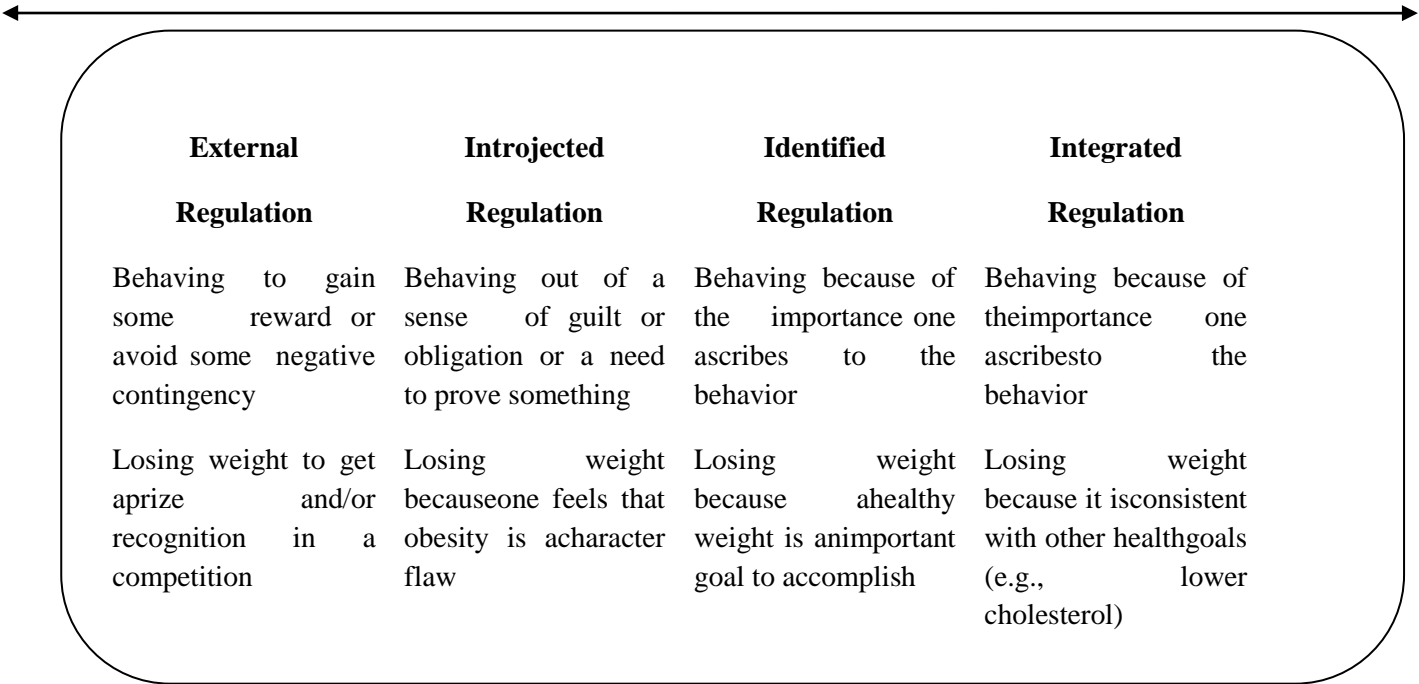 External
Regulation
Introjected
Regulation
Identified
Regulation
Integrated
Regulation
Behaving to gain
some reward or
avoid some negative
contingency
Behaving out of a
sense of guilt or
obligation or a need
to prove something
Behaving because of
the importance one
ascribes to the
behavior
Behaving because of
theimportance one
ascribesto the
behavior
Losing weight to get
aprize and/or
recognition in a
competition
Losing weight
becauseone feels that
obesity is acharacter
flaw
Losing weight
because ahealthy
weight is animportant
goal to accomplish
Losing weight
because it isconsistent
with other healthgoals
(e.g., lower
cholesterol)